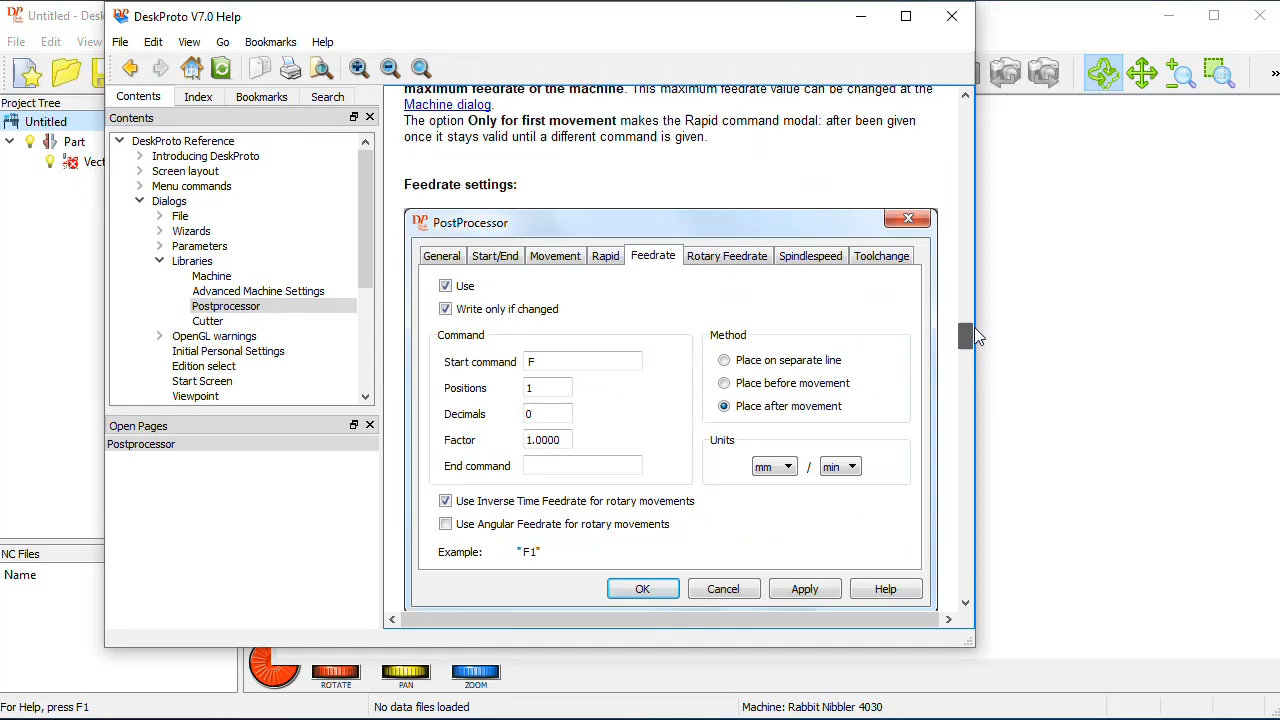 Untitled - Des
DeskProto V7.0 Help
File Edit View
File Edit View Go Bookmarks Help
Project Tree
Untitled
Part
Vect
Contents Index Bookmarks Search
Contents
DeskProto Reference
Introducing DeskProto
Screen layout
Menu commands
Dialogs
File
Wizards
Parameters
Libraries
Machine
Advanced Machine Settings
Postprocessor
Cutter
OpenGL warnings
Initial Personal Settings
Edition select
Start Screen
Viewpoint
Open Pages
Postprocessor
maximum feedrate of the machine. This maximum feedrate value can be changed at the
Machine dialog.
The option Only for first movement makes the Rapid command modal: after been given
once it stays valid until a different command is given.
Feedrate settings:
PostProcessor
General Start/End Movement Rapid Feedrate Rotary Feedrate Spindlespeed Toolchange
Use
Write only if changed
Command
Start command F
Positions 1
Decimals 0
Factor 1.0000
End command
Method
Place on separate line
Place before movement
Place after movement
Units
mm / min
Use Inverse Time Feedrate for rotary movements
Use Angular Feedrate for rotary movements
Example: "F1"
OK Cancel Apply Help
NC Files
Name
ROTATE PAN ZOOM
For Help, press F1 No data files loaded Machine: Rabbit Nibbler 4030